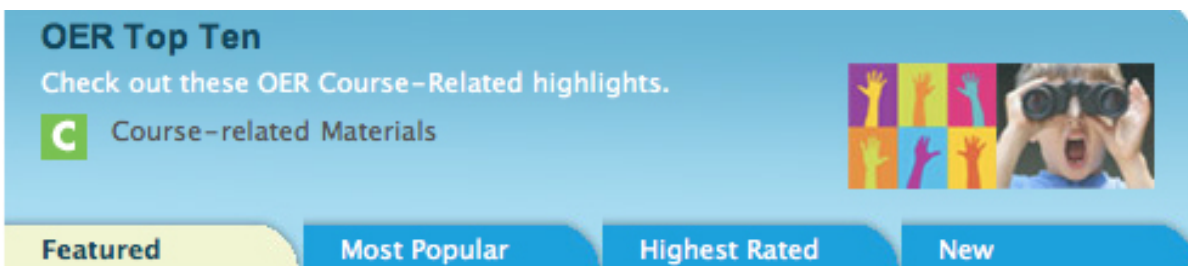 OER Top Ten
Check out these OER Course-Related highlights.
C Course-related Materials
Featured Most Popular Highest Rated New